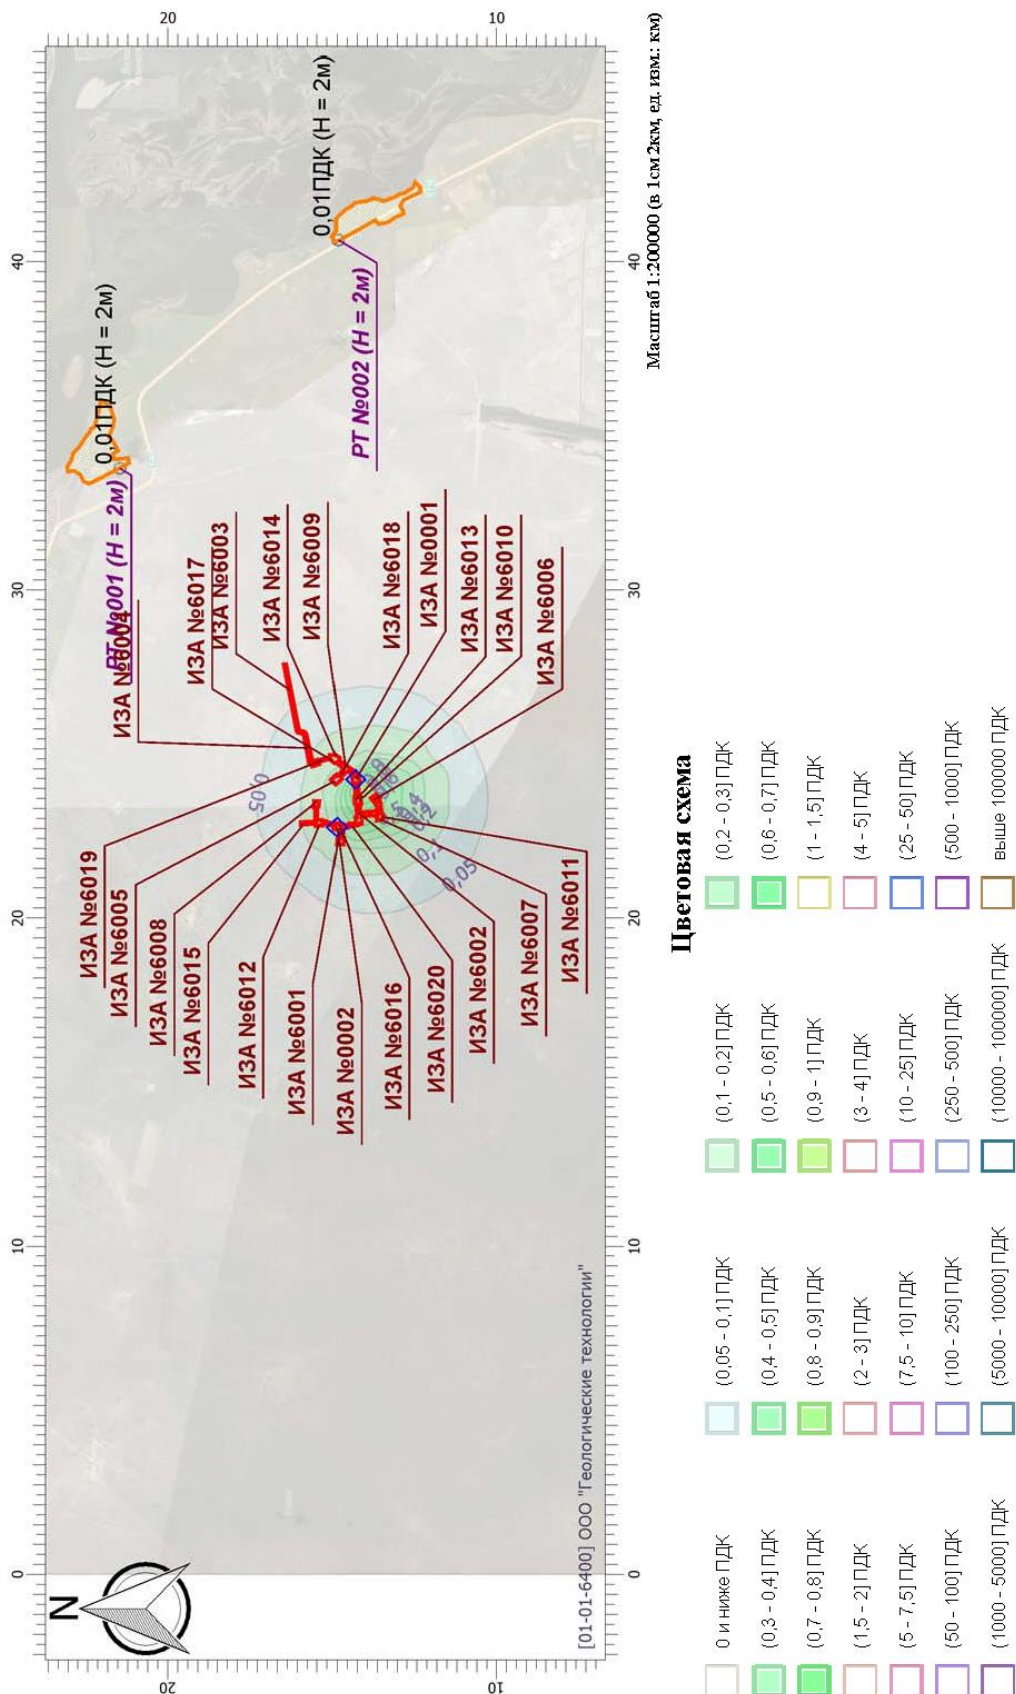 N
20
10
20
10
0
10
20
30
40
0
10
30
40
0,01ПДК (Н = 2м)
0,01ПДК (Н = 2м)
РТ №001 (Н = 2м)
РТ №002 (Н = 2м)
ИЗА №6004
ИЗА №6017
ИЗА №6003
ИЗА №6014
ИЗА №6009
ИЗА №6018
ИЗА №0001
ИЗА №6013
ИЗА №6010
ИЗА №6006
ИЗА №6019
ИЗА №6005
ИЗА №6008
ИЗА №6015
ИЗА №6012
ИЗА №6001
ИЗА №0002
ИЗА №6016
ИЗА №6020
ИЗА №6002
ИЗА №6007
ИЗА №6011
0,05
0,05
[01-01-6400] ООО "Геологические технологии"
Масштаб 1:200000 (в 1см 2км, ед. изм.: км)
Цветовая схема
0 и ниже ПДК
(0,05 - 0,1] ПДК
(0,1 - 0,2] ПДК
(0,2 - 0,3] ПДК
(0,3 - 0,4] ПДК
(0,4 - 0,5] ПДК
(0,5 - 0,6] ПДК
(0,6 - 0,7] ПДК
(0,7 - 0,8] ПДК
(0,8 - 0,9] ПДК
(0,9 - 1] ПДК
(1 - 1,5] ПДК
(1,5 - 2] ПДК
(2 - 3] ПДК
(3 - 4] ПДК
(4 - 5] ПДК
(5 - 7,5] ПДК
(7,5 - 10] ПДК
(10 - 25] ПДК
(25 - 50] ПДК
(50 - 100] ПДК
(100 - 250] ПДК
(250 - 500] ПДК
(500 - 1000] ПДК
(1000 - 5000] ПДК
(5000 - 10000] ПДК
(10000 - 100000] ПДК
выше 100000 ПДК